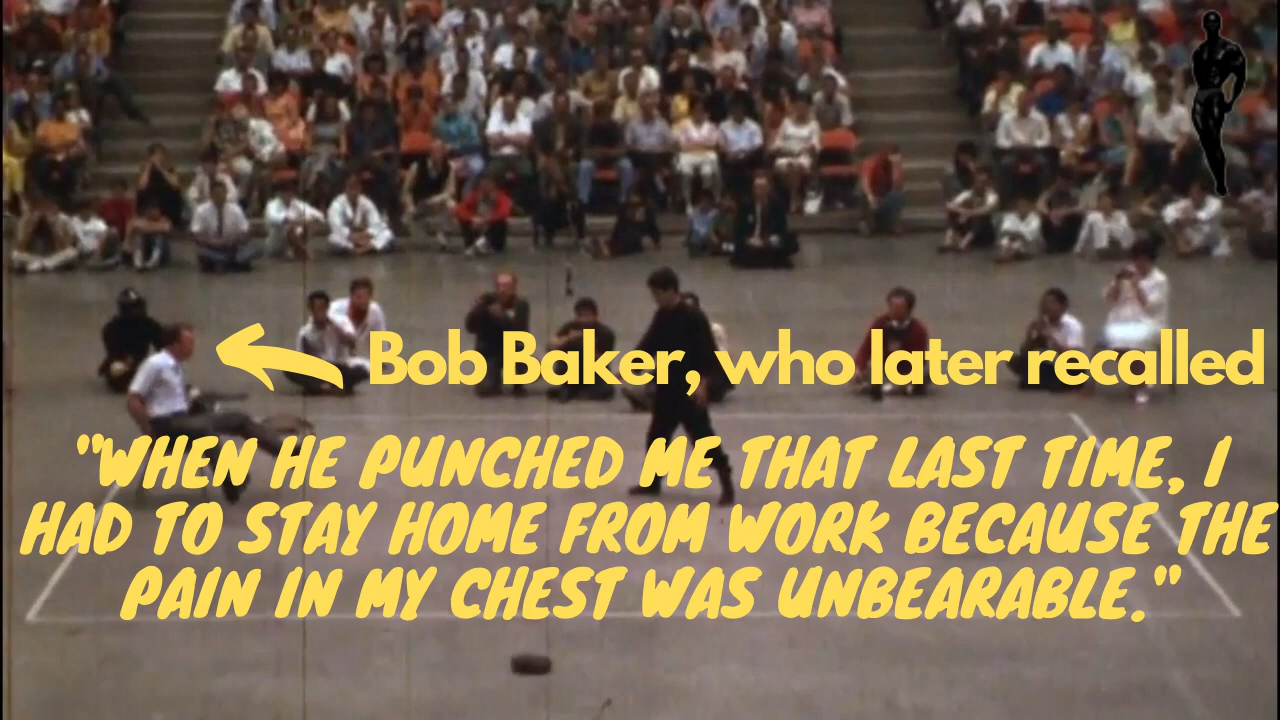 Bob Baker, who later recalled
"WHEN HE PUNCHED ME THAT LAST TIME, I
HAD TO STAY HOME FROM WORK BECAUSE THE
PAIN IN MY CHEST WAS UNBEARABLE."